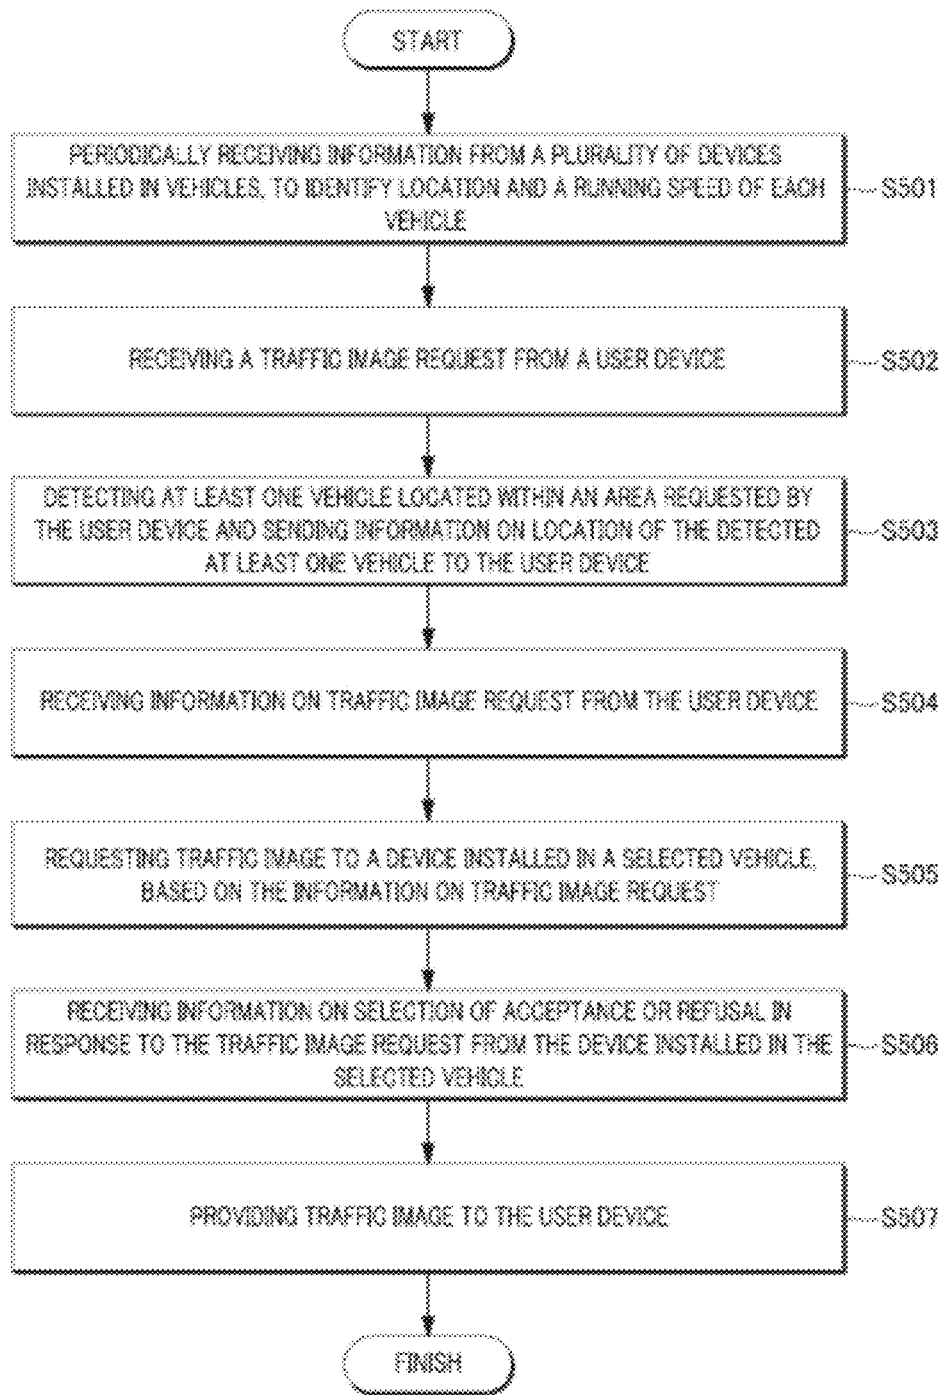 START
PERIODICALLY RECEIVING INFORMATION FROM A PLURALITY OF DEVICES
INSTALLED IN VEHICLES, TO IDENTIFY LOCATION AND A RUNNING SPEED OF EACH
VEHICLE
S501
RECEIVING A TRAFFIC IMAGE REQUEST FROM A USER DEVICE
S502
DETECTING AT LEAST ONE VEHICLE LOCATED WITHIN AN AREA REQUESTED BY
THE USER DEVICE AND SENDING INFORMATION ON LOCATION OF THE DETECTED
AT LEAST ONE VEHICLE TO THE USER DEVICE
S503
RECEIVING INFORMATION ON TRAFFIC IMAGE REQUEST FROM THE USER DEVICE
S504
REQUESTING TRAFFIC IMAGE TO A DEVICE INSTALLED IN A SELECTED VEHICLE,
BASED ON THE INFORMATION ON TRAFFIC IMAGE REQUEST
S505
RECEIVING INFORMATION ON SELECTION OF ACCEPTANCE OR REFUSAL IN
RESPONSE TO THE TRAFFIC IMAGE REQUEST FROM THE DEVICE INSTALLED IN THE
SELECTED VEHICLE
S506
PROVIDING TRAFFIC IMAGE TO THE USER DEVICE
S507
FINISH